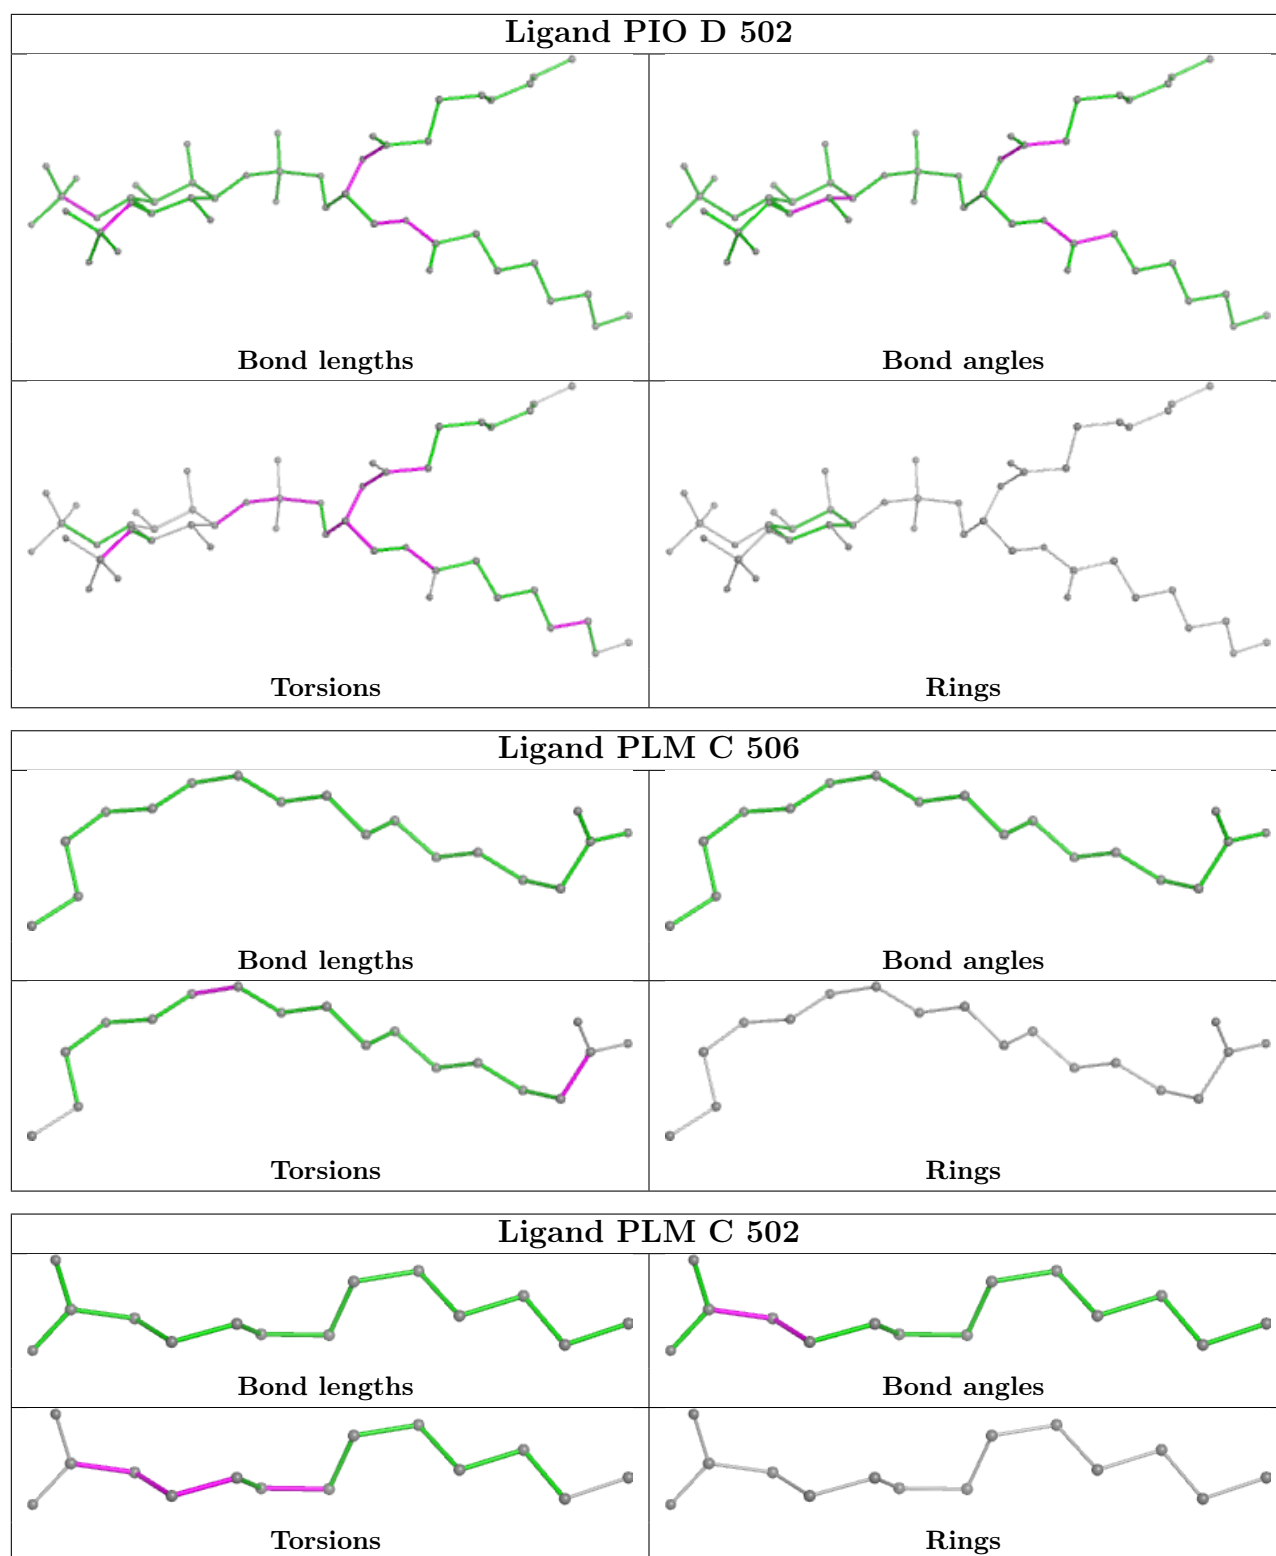 Ligand PIO D 502
Bond lengths
Bond angles
Torsions
Rings
Ligand PLM C 506
Bond lengths
Bond angles
Torsions
Rings
Ligand PLM C 502
Bond lengths
Bond angles
Torsions
Rings